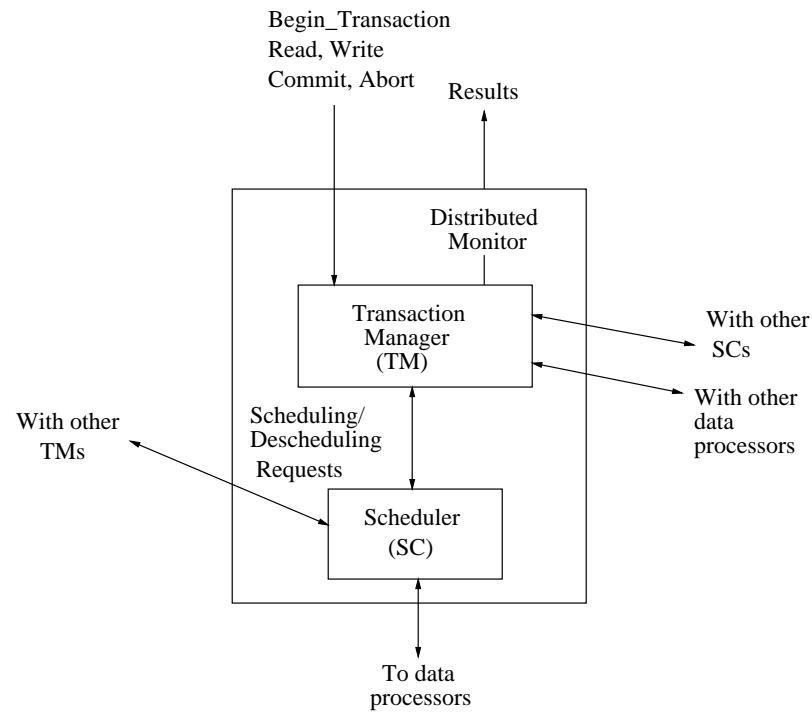 Begin_Transaction
Read, Write
Commit, Abort
Results
Distributed
Monitor
Transaction
Manager
(TM)
With other
SCs
With other
data
processors
Scheduling/
Descheduling
Requests
With other
TMs
Scheduler
(SC)
To data
processors